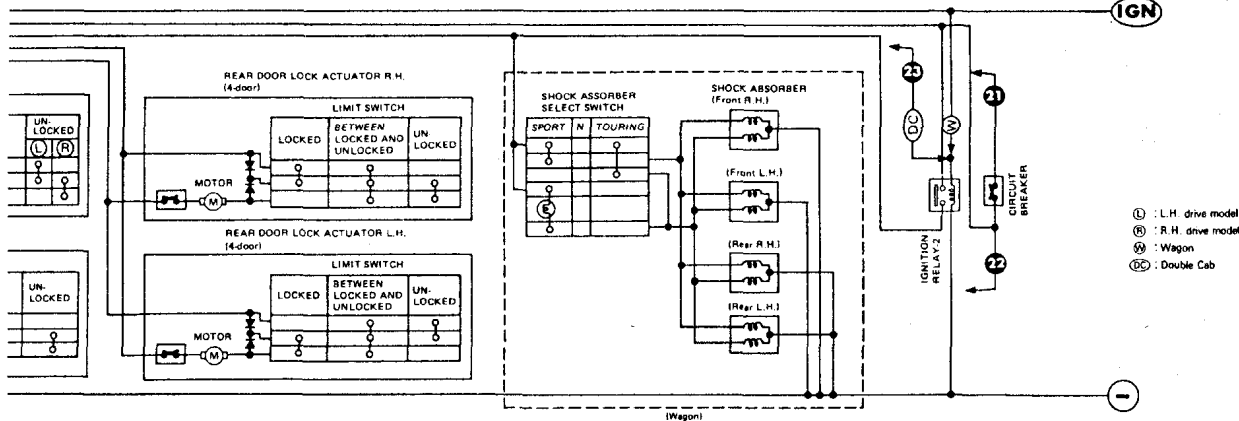 IGN
REAR DOOR LOCK ACTUATOR R.H.
(4-door)
LIMIT SWITCH
LOCKED
BETWEEN
LOCKED AND
UNLOCKED
UN-
LOCKED
MOTOR
M
UN-
LOCKED
L R
REAR DOOR LOCK ACTUATOR L.H.
(4-door)
LIMIT SWITCH
LOCKED
BETWEEN
LOCKED AND
UNLOCKED
UN-
LOCKED
MOTOR
M
UN-
LOCKED
SHOCK ASSORBER
SELECT SWITCH
SPORT N TOURING
E
SHOCK ABSORBER
(Front R.H.)
(Front L.H.)
(Rear R.H.)
(Rear L.H.)
(Wagon)
23
DC
W
21
22
IGNITION
RELAY-2
CIRCUIT
BREAKER
L : L.H. drive model
R : R.H. drive model
W : Wagon
DC : Double Cab
−